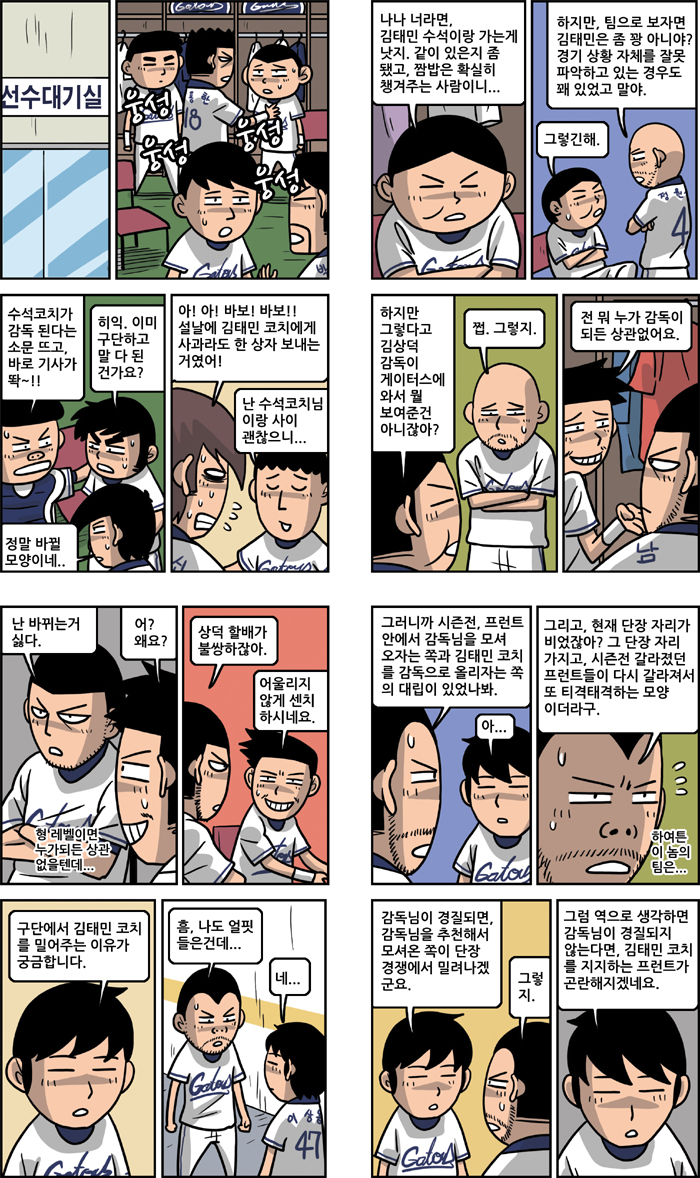 Gators
Gators
선수대기실
웅성
웅성
웅성
웅성
동완
18
Gators
박
수석코치가
감독 된다는
소문 뜨고,
바로 기사가
똭~!!
히익. 이미
구단하고
말 다 된
건가요?
정말 바뀔
모양이네..
아! 아! 바보! 바보!!
설날에 김태민 코치에게
사과라도 한 상자 보내는
거였어!
난 수석코치님
이랑 사이
괜찮으니...
Gators
나나 너라면,
김태민 수석이랑 가는게
낫지. 같이 있은지 좀
됐고, 짬밥은 확실히
챙겨주는 사람이니...
Gators
하지만, 팀으로 보자면
김태민은 좀 꽝 아니야?
경기 상황 자체를 잘못
파악하고 있는 경우도
꽤 있었고 말야.
그렇긴해.
정원
4
하지만
그렇다고
김상덕
감독이
게이터스에
와서 뭘
보여준건
아니잖아?
쩝. 그렇지.
Gators
전 뭐 누가 감독이
되든 상관없어요.
남
난 바뀌는거
싫다.
어?
왜요?
Gators
형 레벨이면
누가되든 상관
없을텐데...
상덕 할배가
불쌍하잖아.
어울리지
않게 센치
하시네요.
구단에서 김태민 코치
를 밀어주는 이유가
궁금합니다.
Gators
흠, 나도 얼핏
들은건데...
네...
Gators
이상윤
47
그러니까 시즌전, 프런트
안에서 감독님을 모셔
오자는 쪽과 김태민 코치
를 감독으로 올리자는 쪽
의 대립이 있었나봐.
아...
Gators
그리고, 현재 단장 자리가
비었잖아? 그 단장 자리
가지고, 시즌전 갈라졌던
프런트들이 다시 갈라져서
또 티격태격하는 모양
이더라구.
하여튼
이 놈의
팀은...
감독님이 경질되면,
감독님을 추천해서
모셔온 쪽이 단장
경쟁에서 밀려나겠
군요.
그렇
지.
Gators
그럼 역으로 생각하면
감독님이 경질되지
않는다면, 김태민 코치
를 지지하는 프런트가
곤란해지겠네요.
Gators